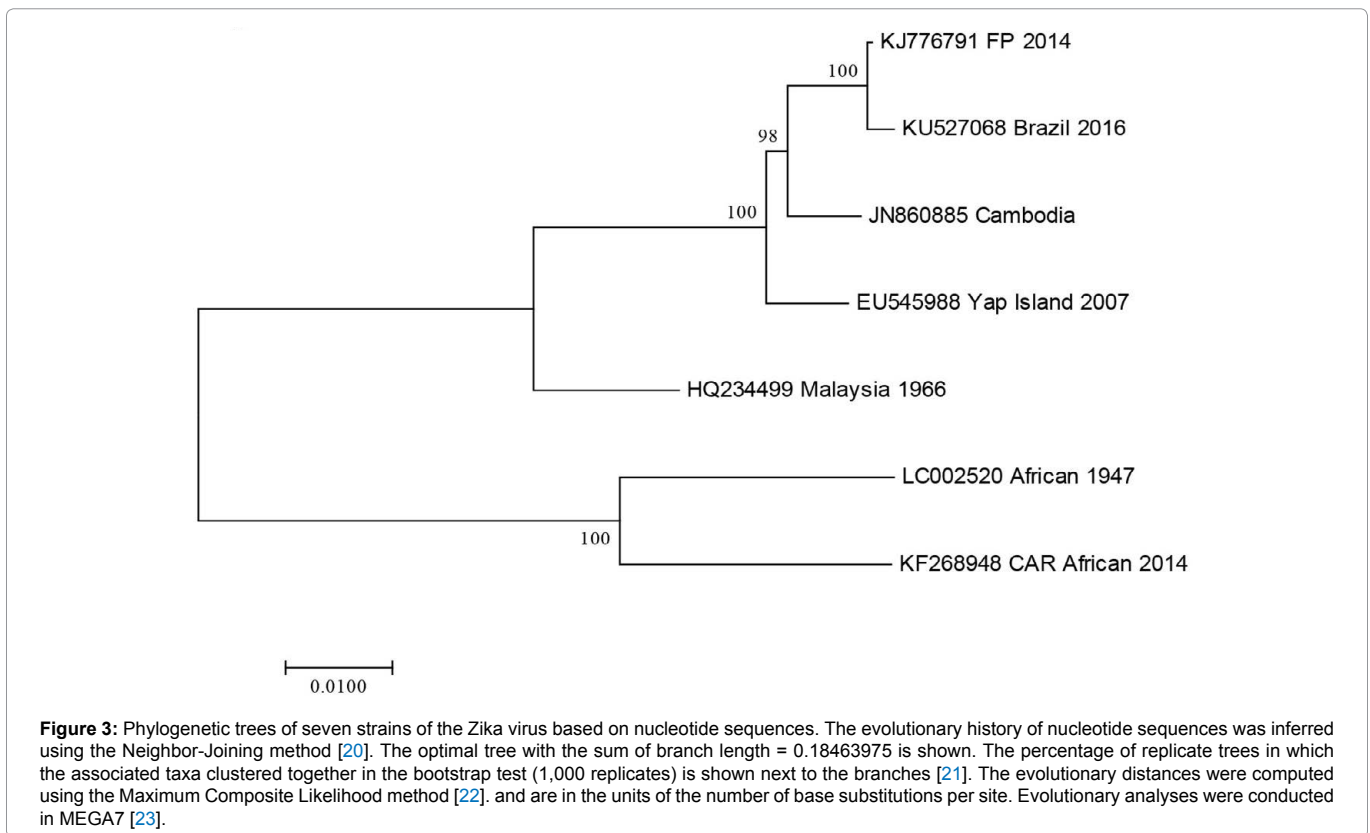 KJ776791 FP 2014
100
KU527068 Brazil 2016
98
JN860885 Cambodia
100
EU545988 Yap Island 2007
HQ234499 Malaysia 1966
LC002520 African 1947
100
KF268948 CAR African 2014
0.0100
Figure 3: Phylogenetic trees of seven strains of the Zika virus based on nucleotide sequences. The evolutionary history of nucleotide sequences was inferred
using the Neighbor-Joining method [20]. The optimal tree with the sum of branch length = 0.18463975 is shown. The percentage of replicate trees in which
the associated taxa clustered together in the bootstrap test (1,000 replicates) is shown next to the branches [21]. The evolutionary distances were computed
using the Maximum Composite Likelihood method [22]. and are in the units of the number of base substitutions per site. Evolutionary analyses were conducted
in MEGA7 [23].